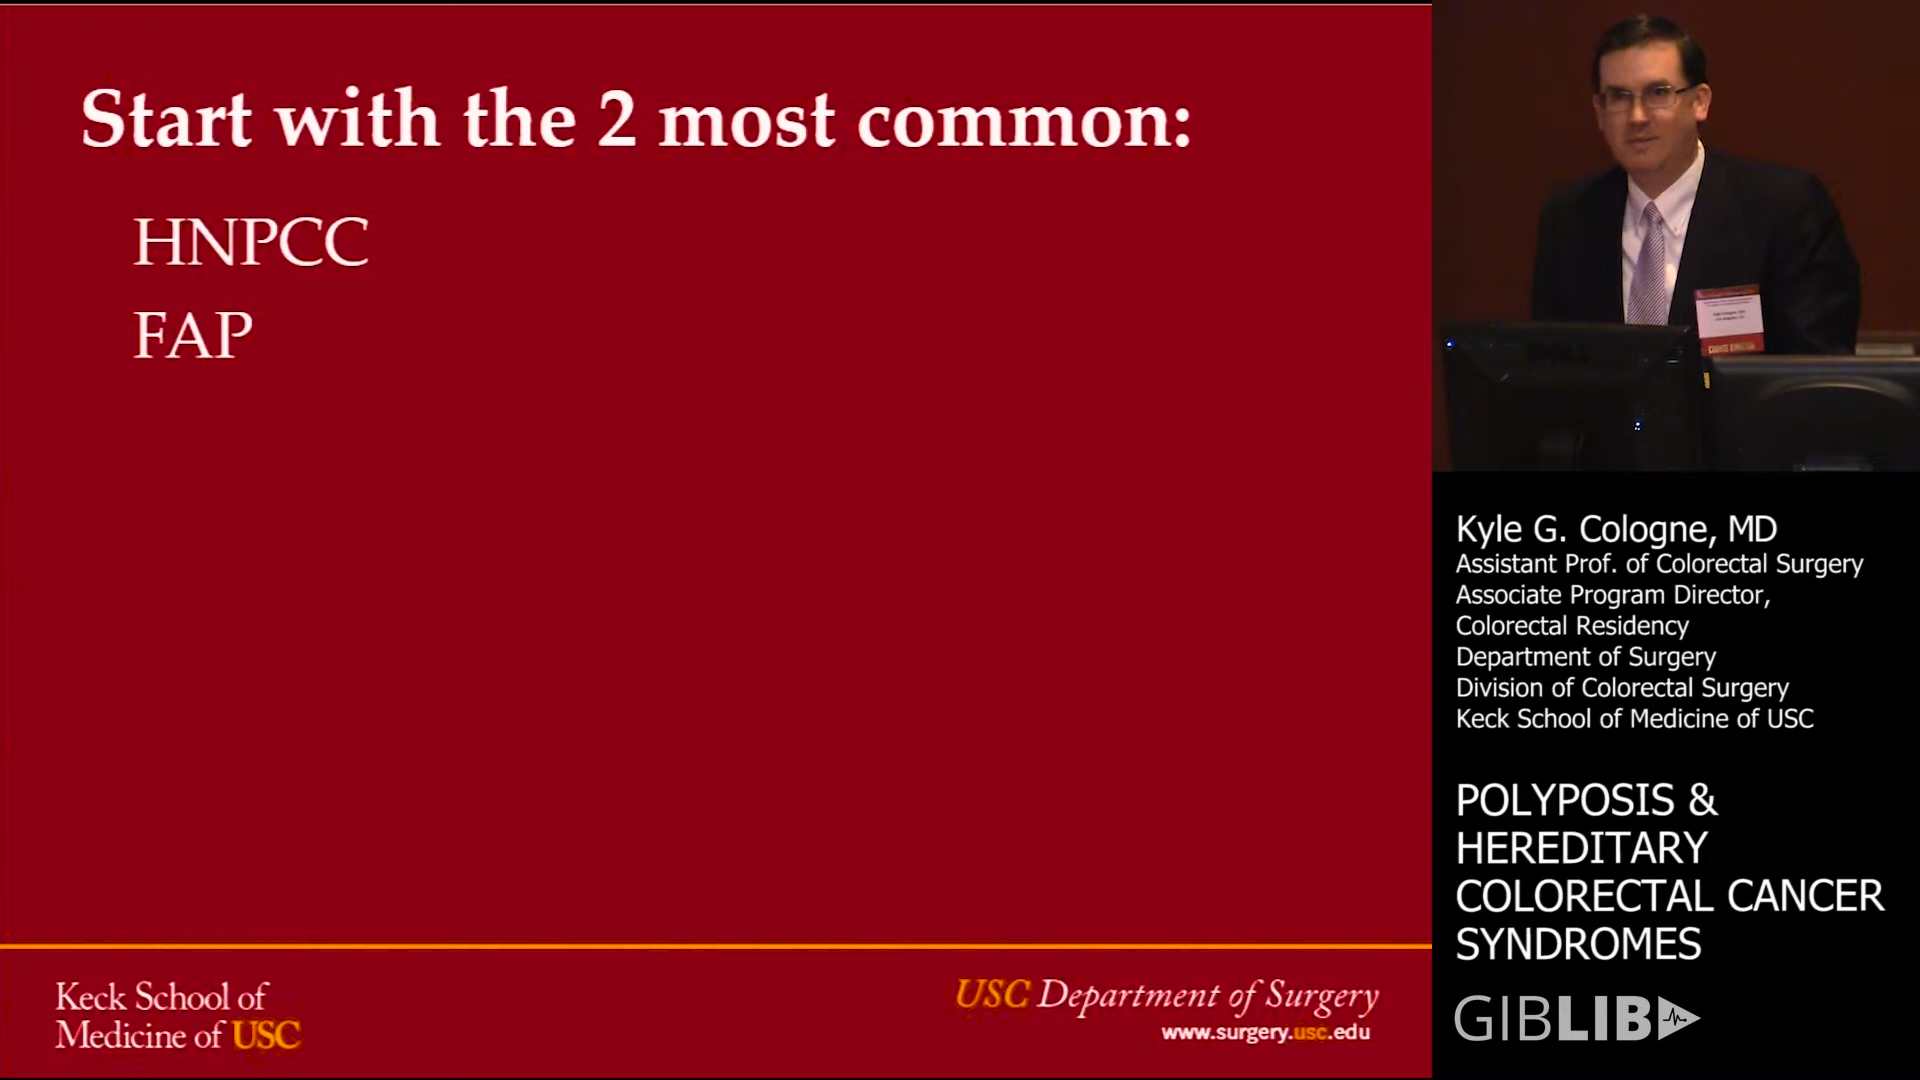 Start with the 2 most common:
HNPCC
FAP
Keck School of
Medicine of USC
USC Department of Surgery
www.surgery.usc.edu
Kyle G. Cologne, MD
Assistant Prof. of Colorectal Surgery
Associate Program Director,
Colorectal Residency
Department of Surgery
Division of Colorectal Surgery
Keck School of Medicine of USC
POLYPOSIS &
HEREDITARY
COLORECTAL CANCER
SYNDROMES
GIBLIB